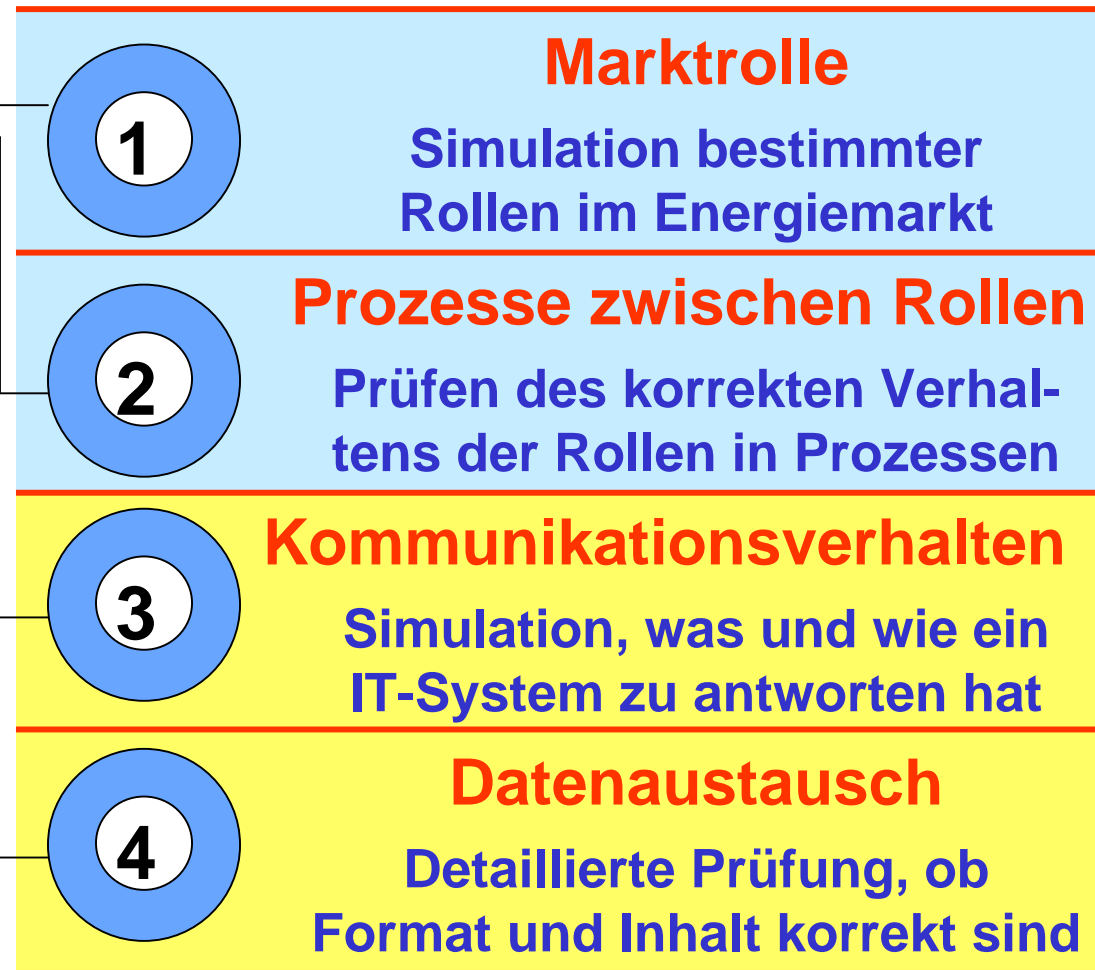 1
Marktrolle
Simulation bestimmter
Rollen im Energiemarkt
2
Prozesse zwischen Rollen
Prüfen des korrekten Verhal-
tens der Rollen in Prozessen
3
Kommunikationsverhalten
Simulation, was und wie ein
IT-System zu antworten hat
4
Datenaustausch
Detaillierte Prüfung, ob
Format und Inhalt korrekt sind